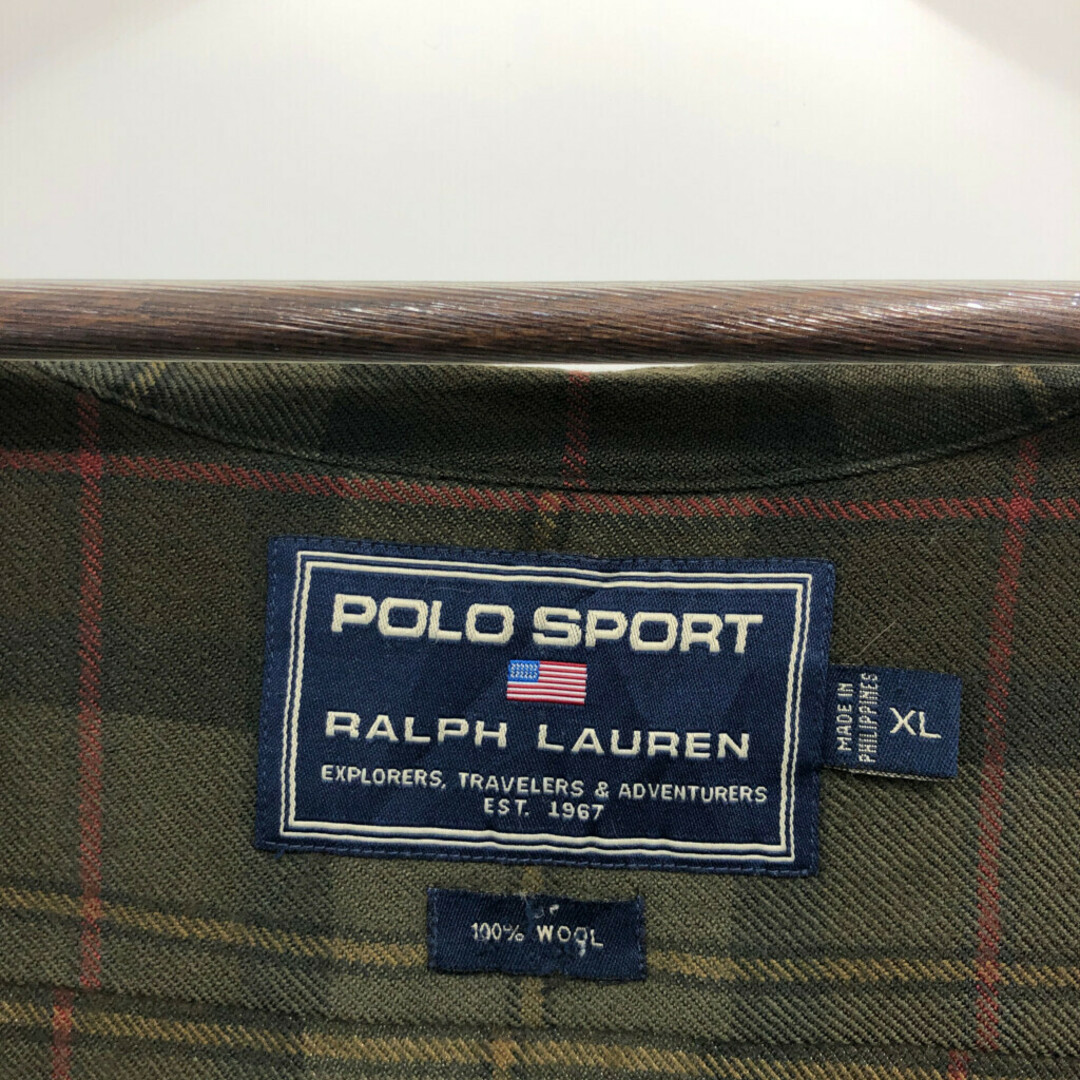 POLO SPORT
RALPH LAUREN
EXPLORERS, TRAVELERS & ADVENTURERS
EST. 1967
MADE IN
PHILIPPINES
XL
100% WOOL